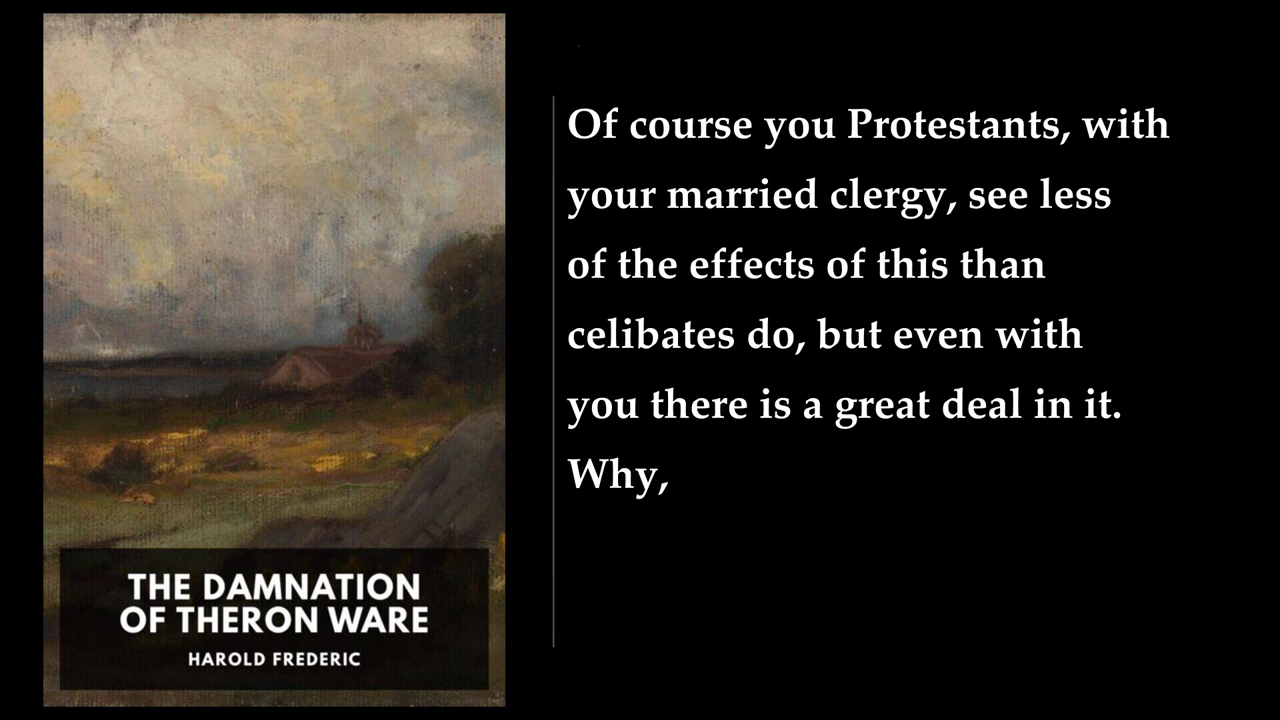 THE DAMNATION
OF THERON WARE
HAROLD FREDERIC
Of course you Protestants, with
your married clergy, see less
of the effects of this than
celibates do, but even with
you there is a great deal in it.
Why,